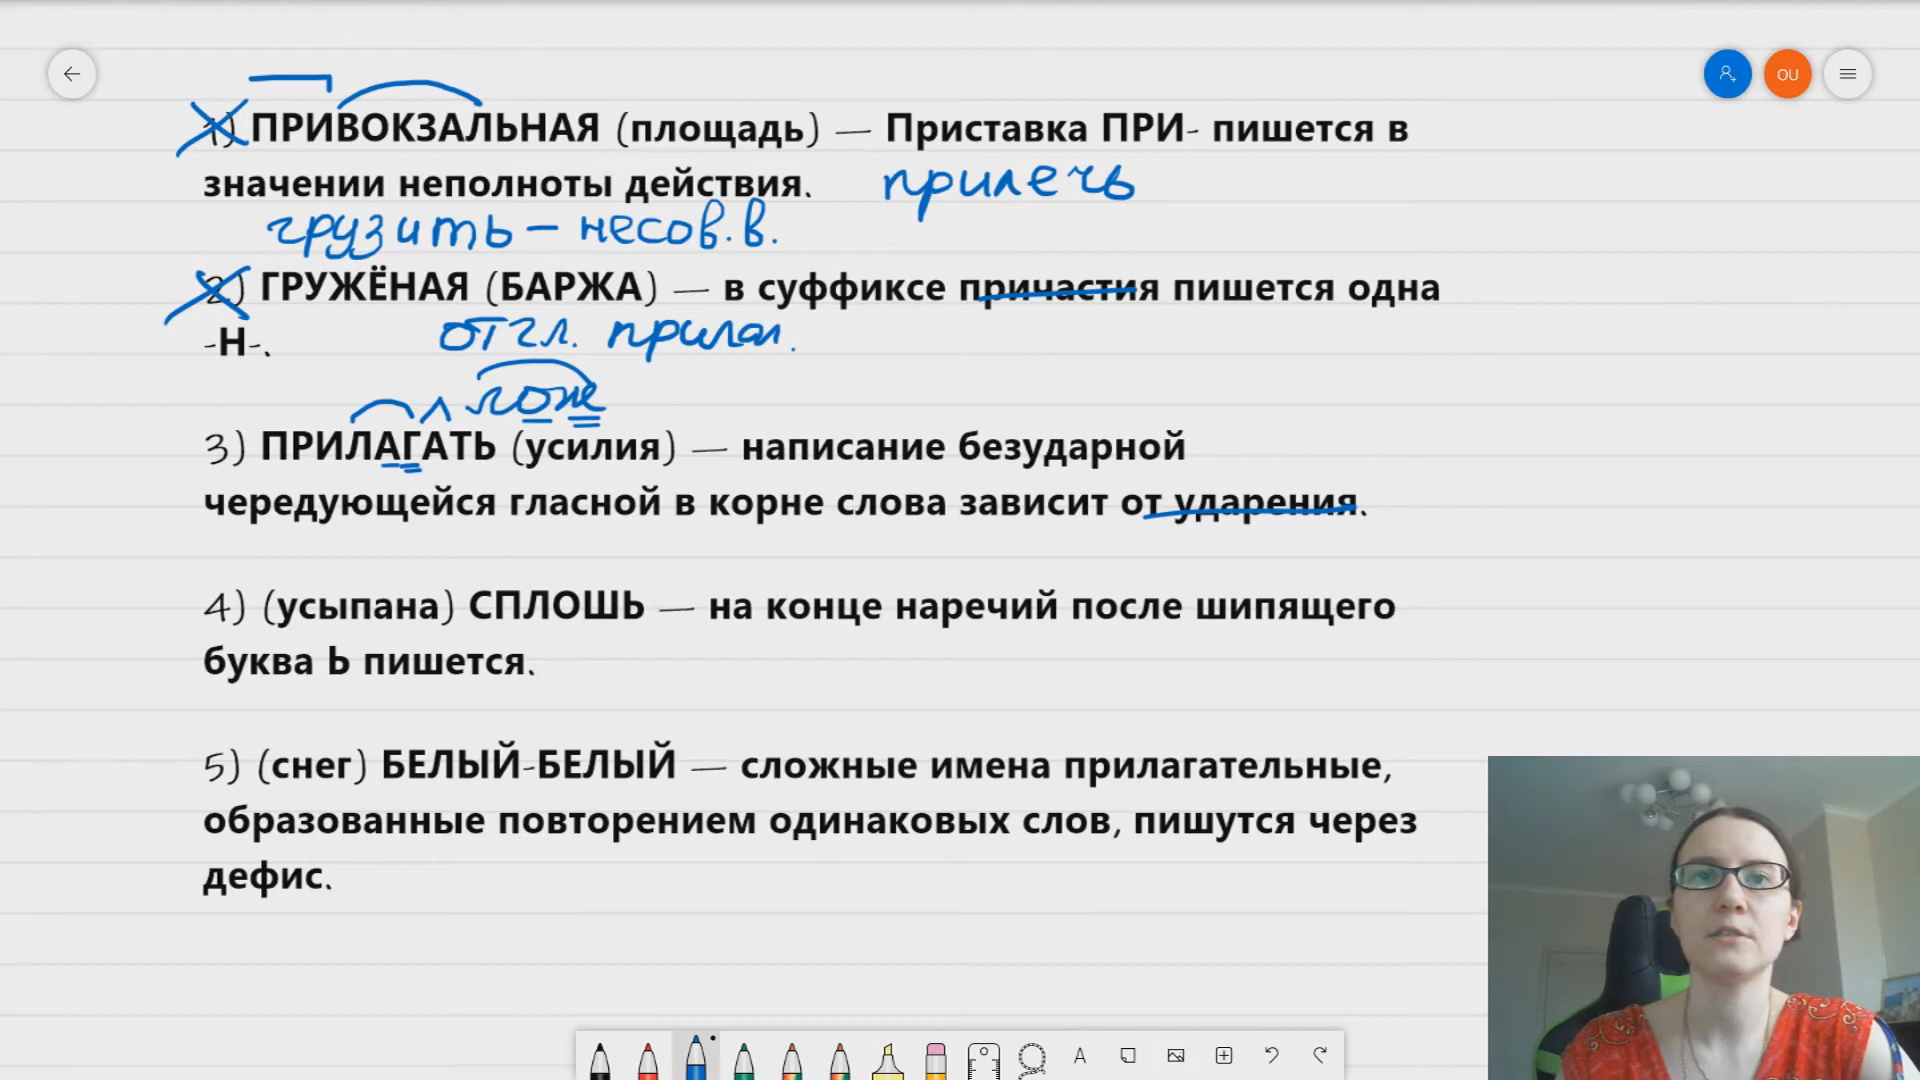 OU
1) ПРИВОКЗАЛЬНАЯ (площадь) — Приставка ПРИ- пишется в
значении неполноты действия. прилечь
грузить – несов.в.
2) ГРУЖЁНАЯ (БАРЖА) — в суффиксе причастия пишется одна
-Н-. отгл. прилаг.
лож
3) ПРИЛАГАТЬ (усилия) — написание безударной
чередующейся гласной в корне слова зависит от ударения.
4) (усыпана) СПЛОШЬ — на конце наречий после шипящего
буква Ь пишется.
5) (снег) БЕЛЫЙ-БЕЛЫЙ — сложные имена прилагательные,
образованные повторением одинаковых слов, пишутся через
дефис.